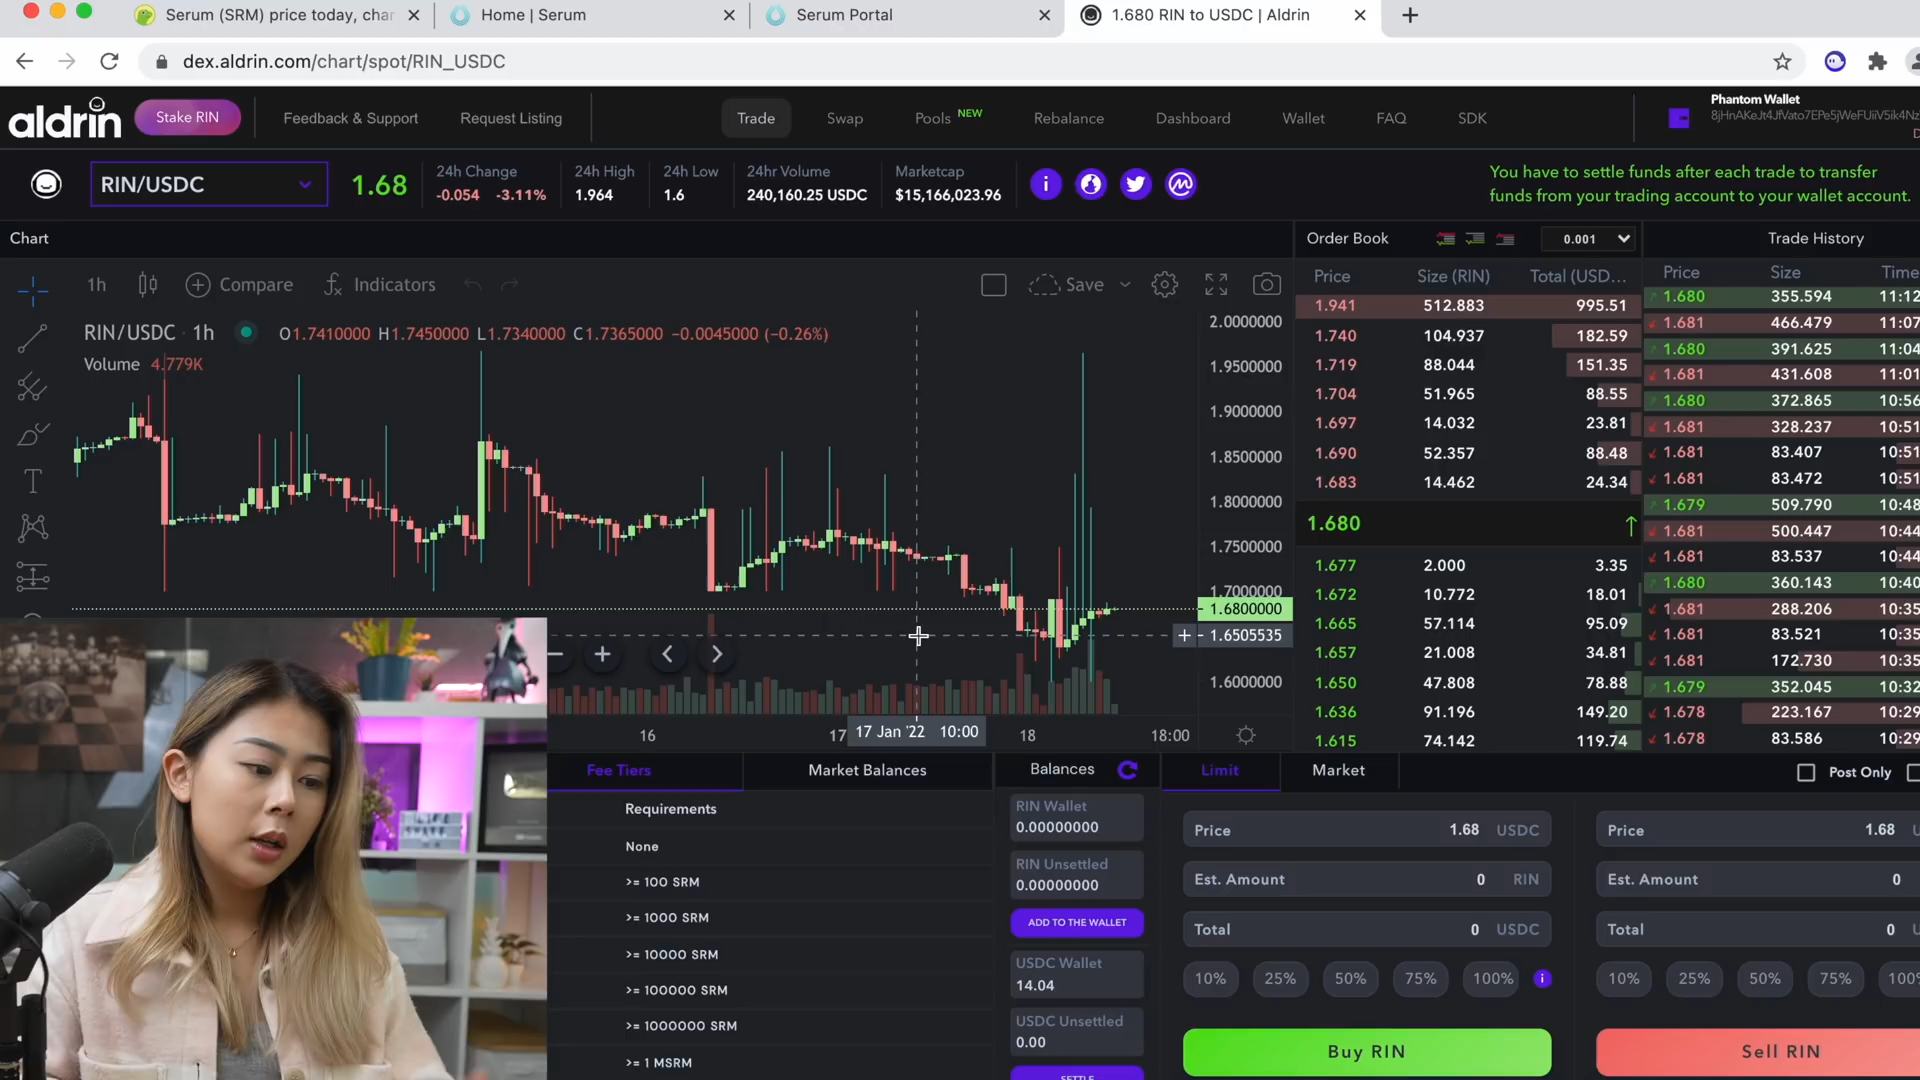 Serum (SRM) price today, char
Home | Serum
Serum Portal
1.680 RIN to USDC | Aldrin
dex.aldrin.com/chart/spot/RIN_USDC
aldrin
Stake RIN
Feedback & Support
Request Listing
Trade
Swap
Pools NEW
Rebalance
Dashboard
Wallet
FAQ
SDK
Phantom Wallet
RIN/USDC
1.68
24h Change
-0.054 -3.11%
24h High
1.964
24h Low
1.6
24hr Volume
240,160.25 USDC
Marketcap
$15,166,023.96
You have to settle funds after each trade to transfer
funds from your trading account to your wallet account.
Chart
1h
Compare
Indicators
Save
RIN/USDC · 1h
O1.7410000 H1.7450000 L1.7340000 C1.7365000 −0.0045000 (−0.26%)
Volume 4.779K
2.0000000
1.9500000
1.9000000
1.8500000
1.8000000
1.7500000
1.7000000
1.6800000
1.6505535
1.6000000
16
17
17 Jan '22 10:00
18
18:00
Order Book
0.001
Price Size (RIN) Total (USD...
1.941 512.883 995.51
1.740 104.937 182.59
1.719 88.044 151.35
1.704 51.965 88.55
1.697 14.032 23.81
1.690 52.357 88.48
1.683 14.462 24.34
1.680
1.677 2.000 3.35
1.672 10.772 18.01
1.665 57.114 95.09
1.657 21.008 34.81
1.650 47.808 78.88
1.636 91.196 149.20
1.615 74.142 119.74
Trade History
Price Size Time
1.680 355.594 11:12
1.681 466.479 11:07
1.680 391.625 11:04
1.681 431.608 11:01
1.680 372.865 10:56
1.681 328.237 10:51
1.681 83.407 10:51
1.681 83.472 10:51
1.679 509.790 10:48
1.681 500.447 10:44
1.681 83.537 10:44
1.680 360.143 10:40
1.681 288.206 10:35
1.681 83.521 10:35
1.681 172.730 10:35
1.679 352.045 10:32
1.678 223.167 10:29
1.678 83.586 10:29
Fee Tiers
Market Balances
Requirements
None
>= 100 SRM
>= 1000 SRM
>= 10000 SRM
>= 100000 SRM
>= 1000000 SRM
>= 1 MSRM
Balances
RIN Wallet
0.00000000
RIN Unsettled
0.00000000
ADD TO THE WALLET
USDC Wallet
14.04
USDC Unsettled
0.00
SETTLE
Limit
Market
Post Only
Price 1.68 USDC
Est. Amount 0 RIN
Total 0 USDC
10% 25% 50% 75% 100%
Buy RIN
Price 1.68
Est. Amount 0
Total 0
10% 25% 50% 75% 100
Sell RIN